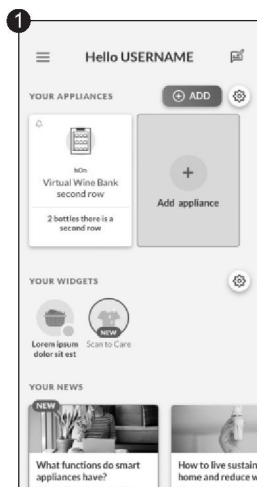 1
Hello USERNAME
YOUR APPLIANCES
ADD
hOn
Virtual Wine Bank
second row
2 bottles there is a
second row
Add appliance
YOUR WIDGETS
NEW
Lorem ipsum
dolor sit est
Scan to Care
YOUR NEWS
NEW
What functions do smart
appliances have?
How to live sustain
home and reduce w